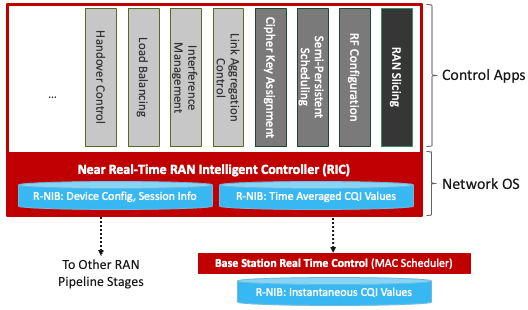 ...
Handover Control
Load Balancing
Interference
Management
Link Aggregation
Control
Cipher Key Assignment
Semi-Persistent
Scheduling
RF Configuration
RAN Slicing
Control Apps
Near Real-Time RAN Intelligent Controller (RIC)
R-NIB: Device Config, Session Info
R-NIB: Time Averaged CQI Values
Network OS
To Other RAN
Pipeline Stages
Base Station Real Time Control (MAC Scheduler)
R-NIB: Instantaneous CQI Values